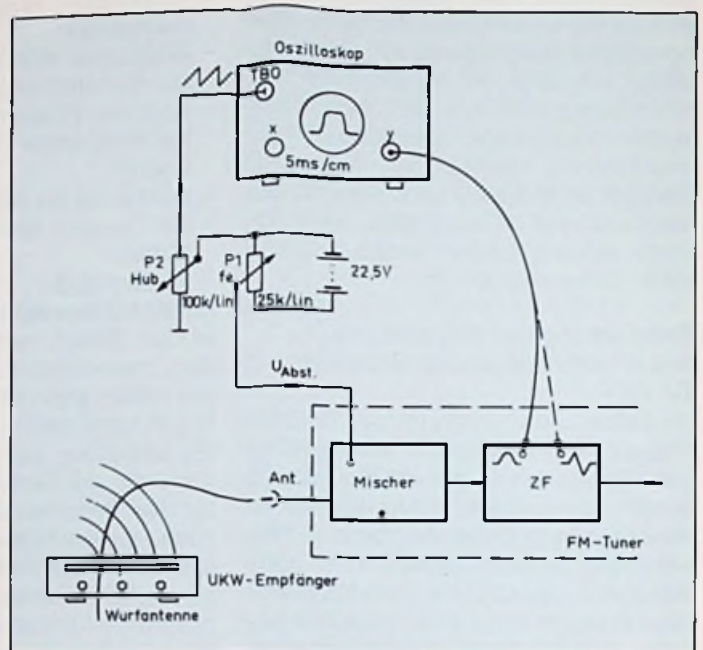 Oszilloskop
TBO
x
y
5ms/cm
P2
Hub
100k/lin
P1
fe
25k/lin
22,5V
UAbst.
Ant.
Mischer
ZF
FM-Tuner
UKW-Empfänger
Wurfantenne